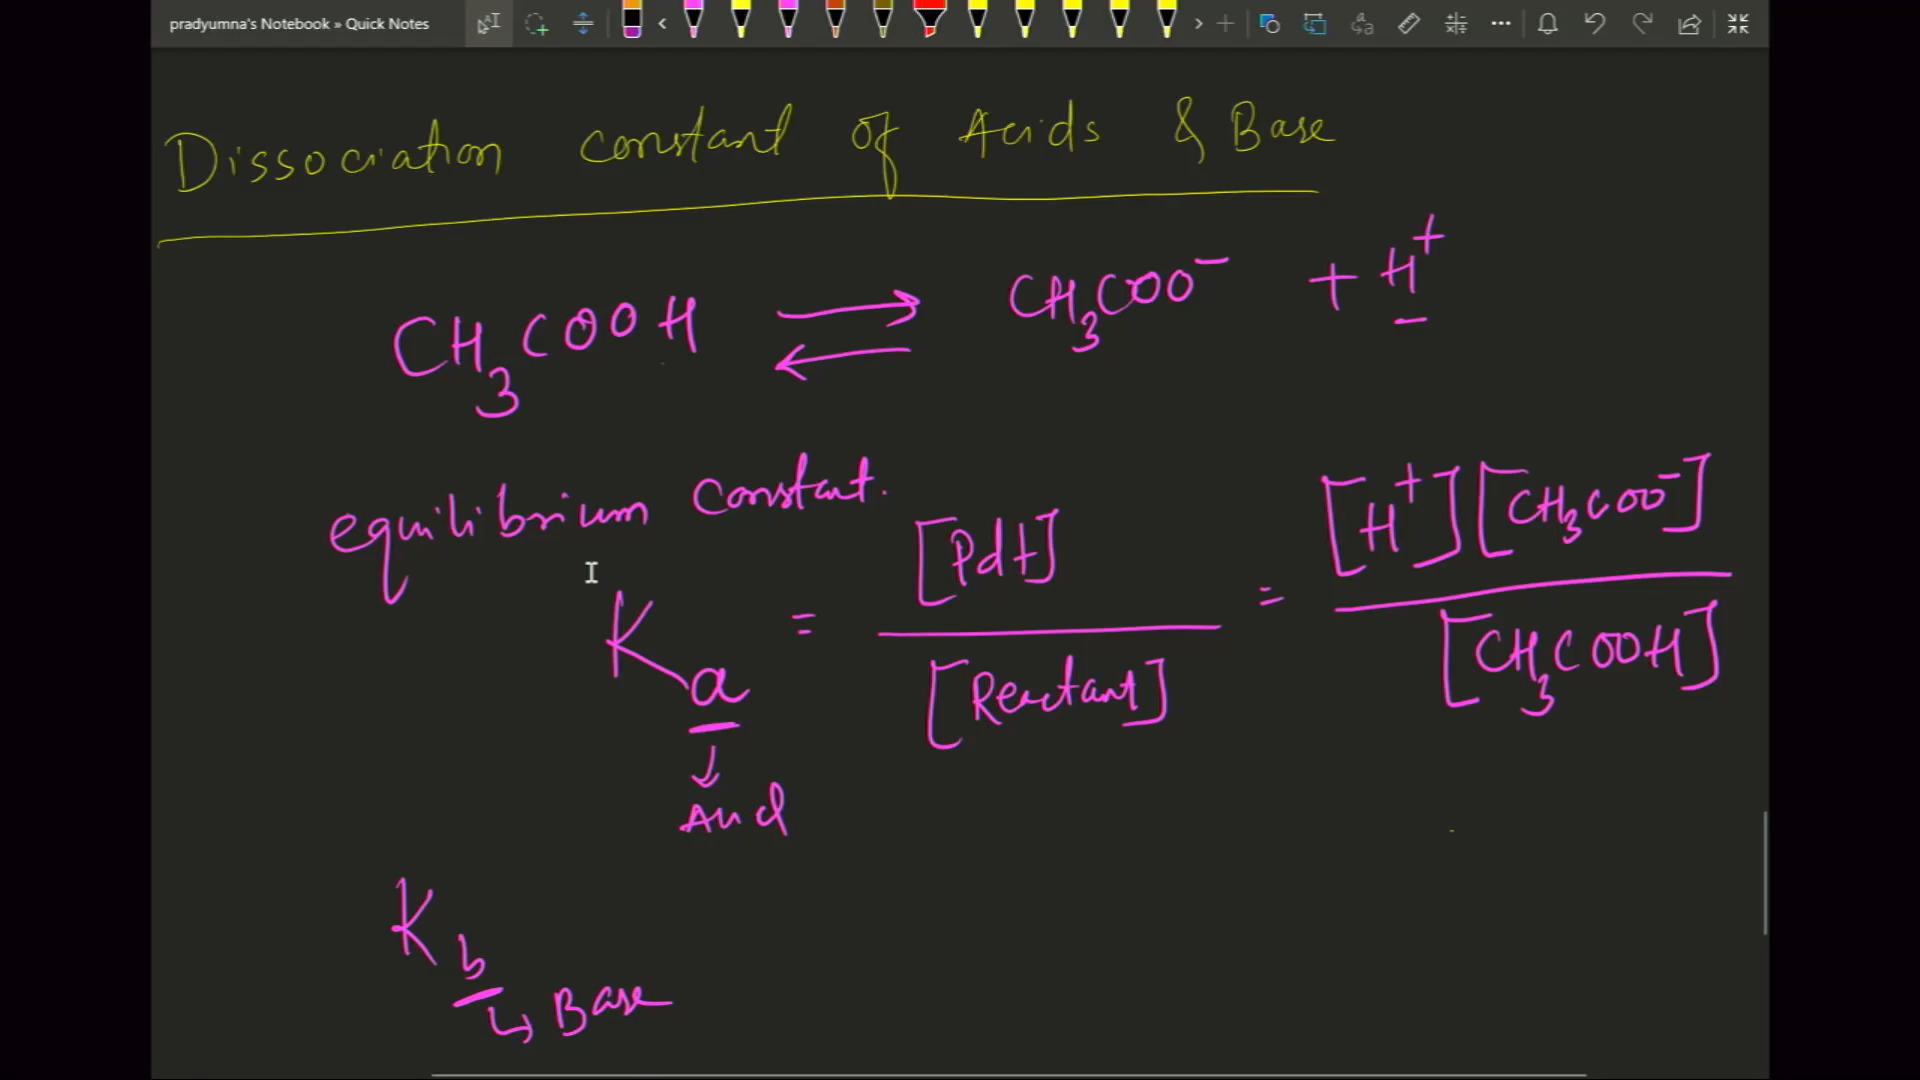 pradyumna's Notebook » Quick Notes
Dissociation constant of Acids & Base
CH₃COOH ⇌ CH₃COO⁻ + H⁺
equilibrium constant.
Kₐ = [Pdt] / [Reactant] = [H⁺][CH₃COO⁻] / [CH₃COOH]
↓
Acid
K_b
↳ Base